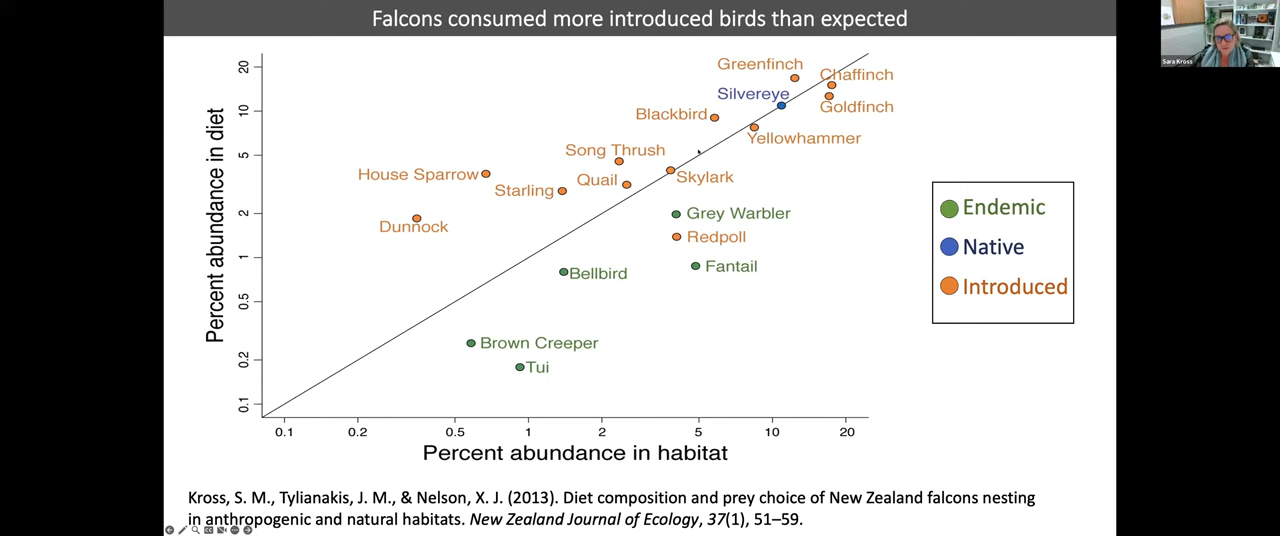 Falcons consumed more introduced birds than expected
Sara Kross
Percent abundance in diet
20
10
5
2
1
0.5
0.2
0.1
Greenfinch
Chaffinch
Silvereye
Goldfinch
Blackbird
Yellowhammer
Song Thrush
House Sparrow
Quail
Skylark
Starling
Dunnock
Grey Warbler
Redpoll
Fantail
Bellbird
Brown Creeper
Tui
0.1 0.2 0.5 1 2 5 10 20
Percent abundance in habitat
Endemic
Native
Introduced
Kross, S. M., Tylianakis, J. M., & Nelson, X. J. (2013). Diet composition and prey choice of New Zealand falcons nesting
in anthropogenic and natural habitats. New Zealand Journal of Ecology, 37(1), 51–59.